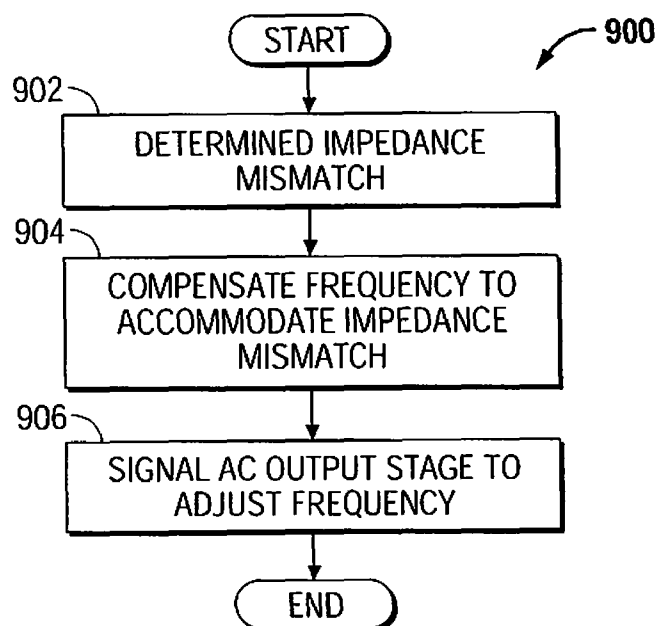 START
900
902
DETERMINED IMPEDANCE
MISMATCH
904
COMPENSATE FREQUENCY TO
ACCOMMODATE IMPEDANCE
MISMATCH
906
SIGNAL AC OUTPUT STAGE TO
ADJUST FREQUENCY
END